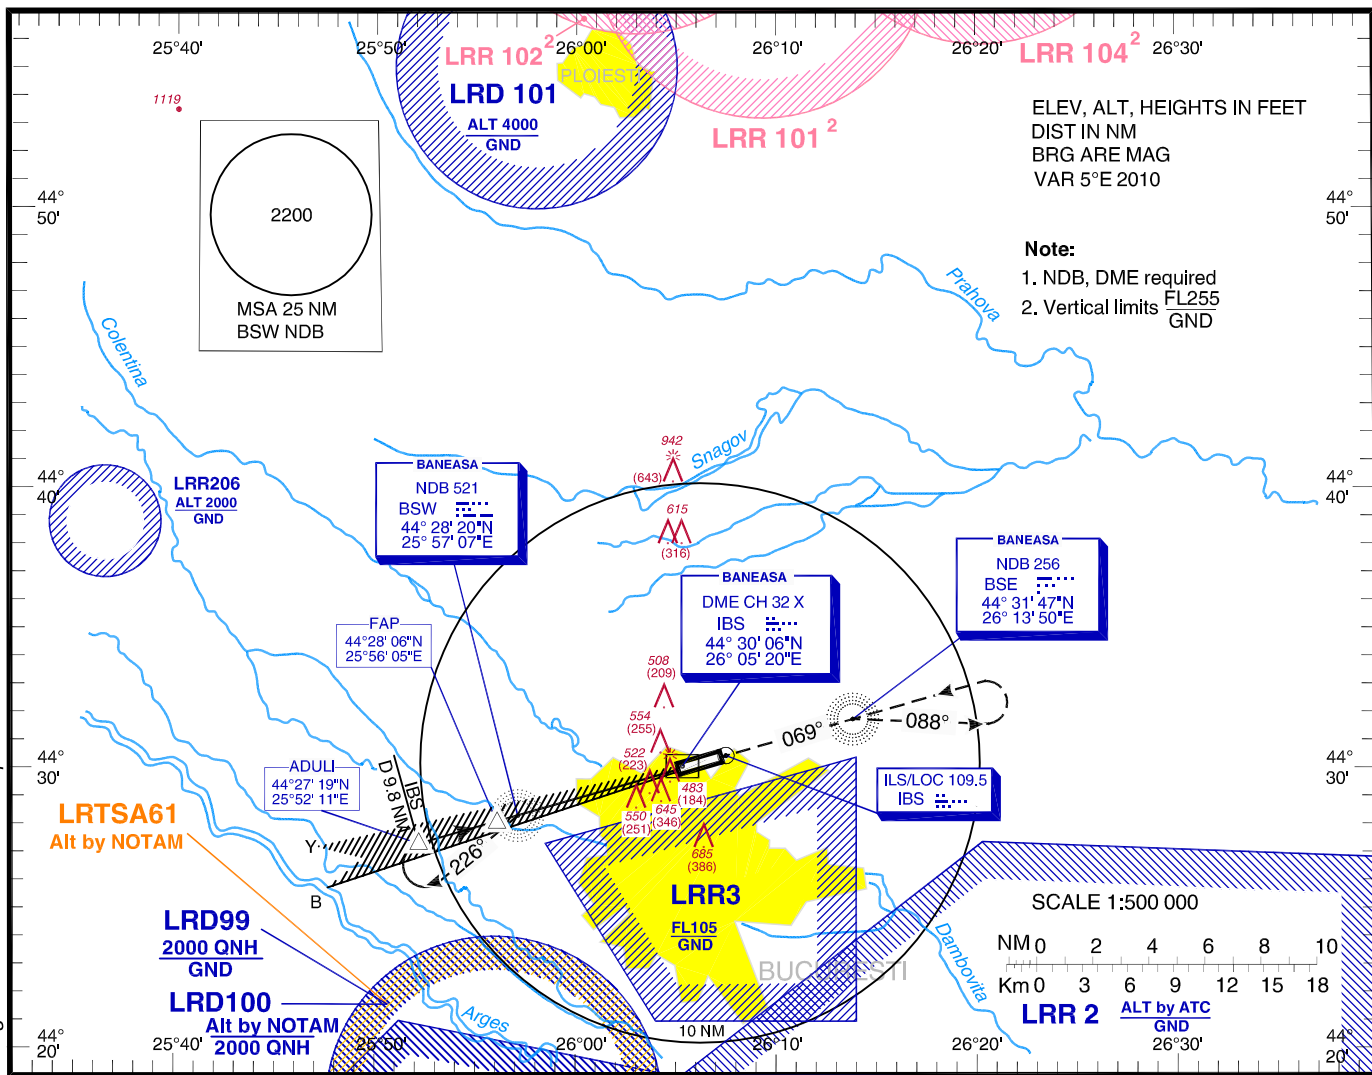 25°40'
25°50'
26°00'
26°10'
26°20'
26°30'
LRR 102 2
PLOIESTI
LRR 104 2
LRD 101
ALT 4000
GND
LRR 101 2
1119
ELEV, ALT, HEIGHTS IN FEET
DIST IN NM
BRG ARE MAG
VAR 5°E 2010
44°
50'
44°
50'
2200
MSA 25 NM
BSW NDB
Note:
1. NDB, DME required
2. Vertical limits FL255
GND
Prahova
Colentina
Snagov
942
(643)
615
(316)
44°
40'
44°
40'
LRR206
ALT 2000
GND
BANEASA
NDB 521
BSW
44° 28' 20"N
25° 57' 07"E
BANEASA
DME CH 32 X
IBS
44° 30' 06"N
26° 05' 20"E
BANEASA
NDB 256
BSE
44° 31' 47"N
26° 13' 50"E
FAP
44°28' 06"N
25°56' 05"E
508
(209)
554
(255)
522
(223)
069°
088°
44°
30'
44°
30'
ADULI
44°27' 19"N
25°52' 11"E
D9.8 NM
IBS
ILS/LOC 109.5
IBS
483
(184)
645
(346)
550
(251)
685
(386)
LRTSA61
Alt by NOTAM
Y
226°
B
LRR3
FL105
GND
LRD99
2000 QNH
GND
LRD100
Alt by NOTAM
2000 QNH
Arges
BUCURESTI
Dambovita
10 NM
SCALE 1:500 000
NM 0 2 4 6 8 10
Km 0 3 6 9 12 15 18
LRR 2
ALT by ATC
GND
44°
20'
44°
20'
25°40'
25°50'
26°00'
26°10'
26°20'
26°30'